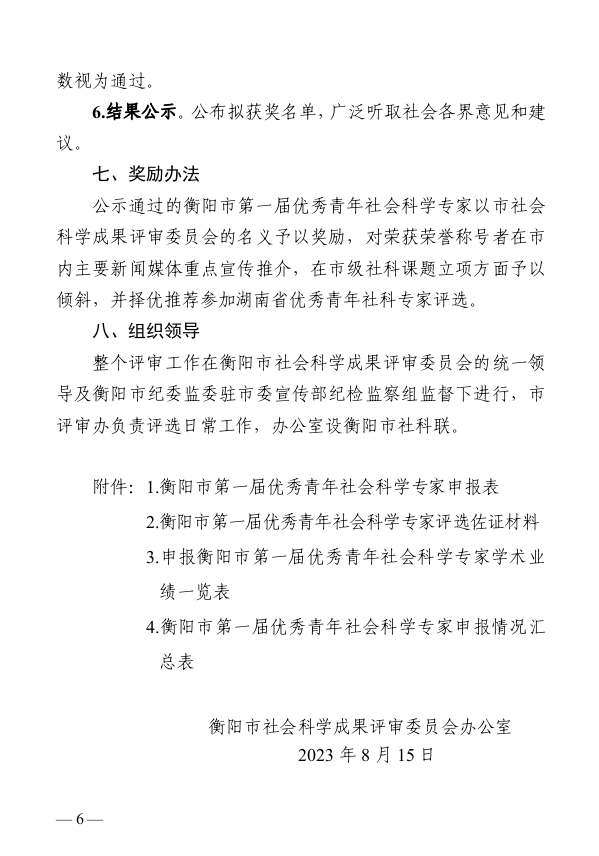 数视为通过。
6.结果公示。公布拟获奖名单，广泛听取社会各界意见和建
议。
七、奖励办法
公示通过的衡阳市第一届优秀青年社会科学专家以市社会
科学成果评审委员会的名义予以奖励，对荣获荣誉称号者在市
内主要新闻媒体重点宣传推介，在市级社科课题立项方面予以
倾斜，并择优推荐参加湖南省优秀青年社科专家评选。
八、组织领导
整个评审工作在衡阳市社会科学成果评审委员会的统一领
导及衡阳市纪委监委驻市委宣传部纪检监察组监督下进行，市
评审办负责评选日常工作，办公室设衡阳市社科联。
附件：1.衡阳市第一届优秀青年社会科学专家申报表
2.衡阳市第一届优秀青年社会科学专家评选佐证材料
3.申报衡阳市第一届优秀青年社会科学专家学术业
绩一览表
4.衡阳市第一届优秀青年社会科学专家申报情况汇
总表
衡阳市社会科学成果评审委员会办公室
2023 年 8 月 15 日
— 6 —